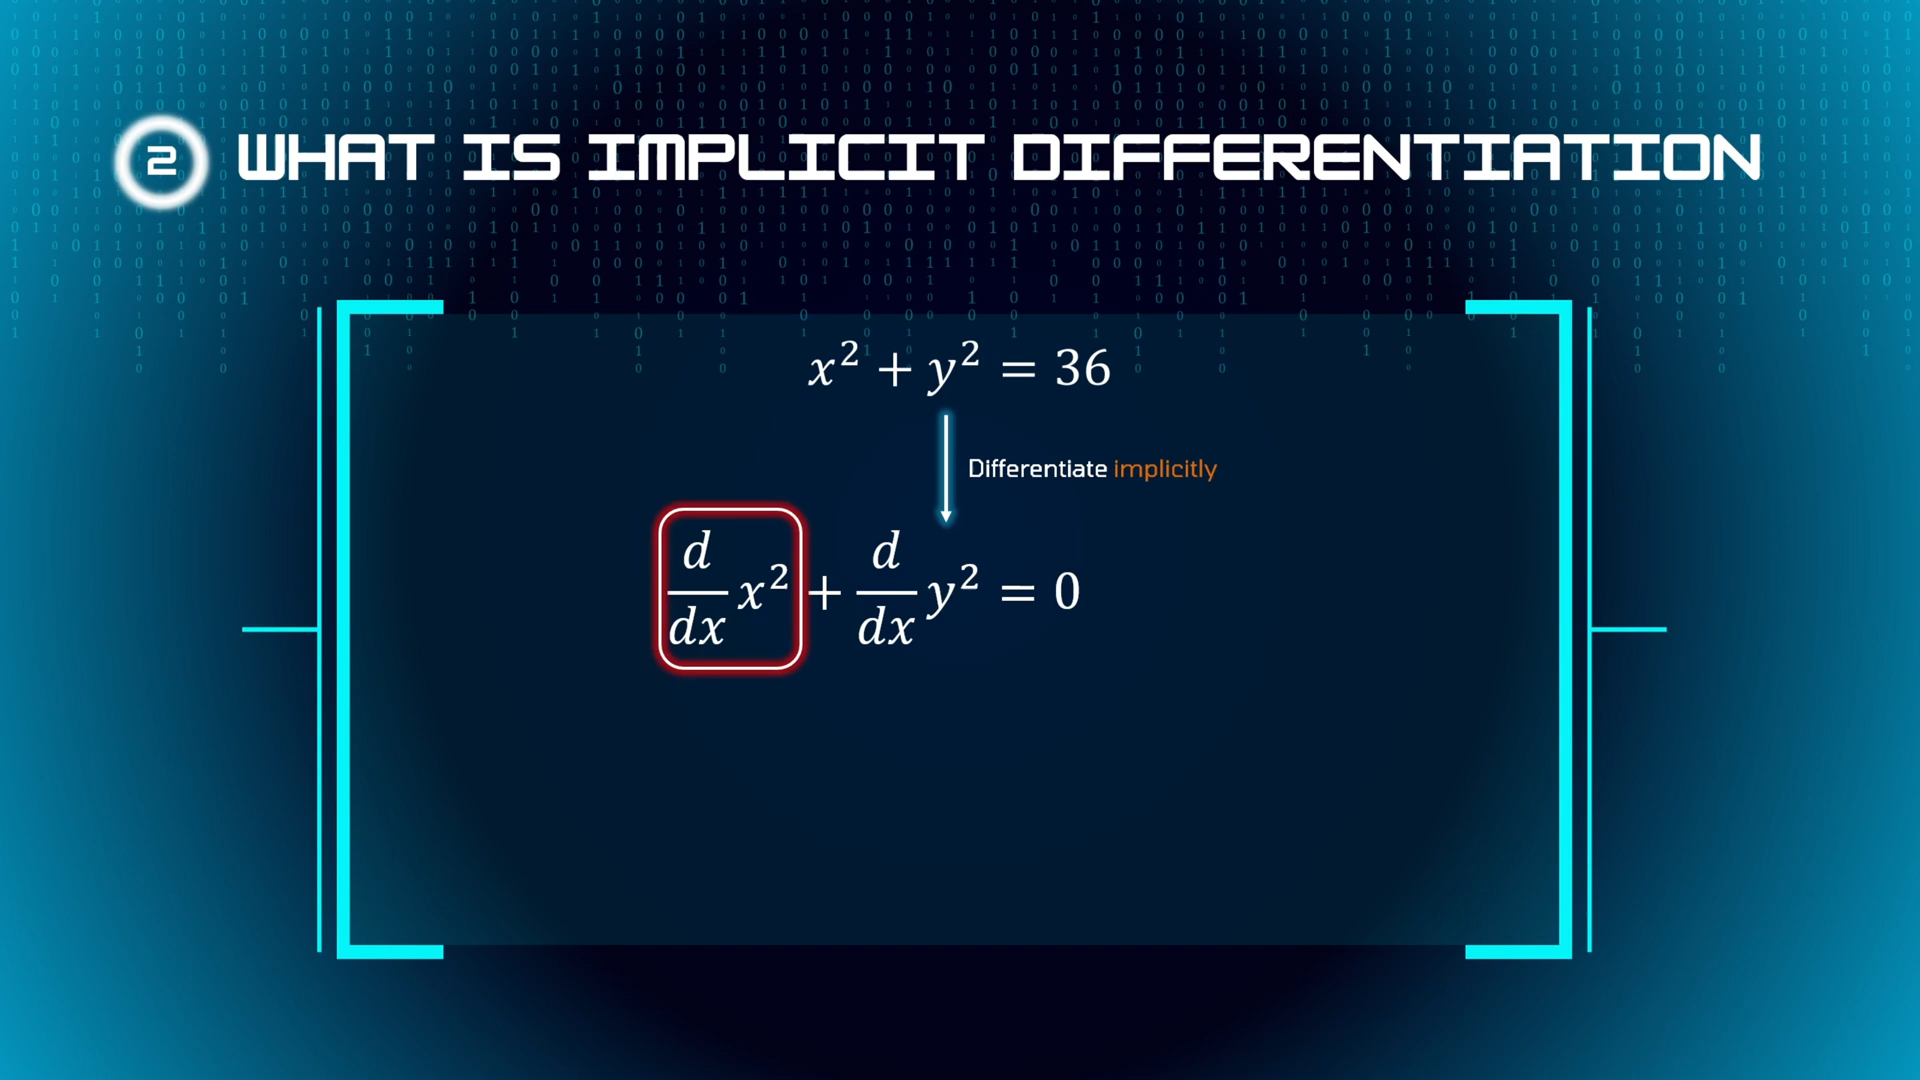 2 WHAT IS IMPLICIT DIFFERENTIATION
x² + y² = 36
Differentiate implicitly
d/dx x² + d/dx y² = 0